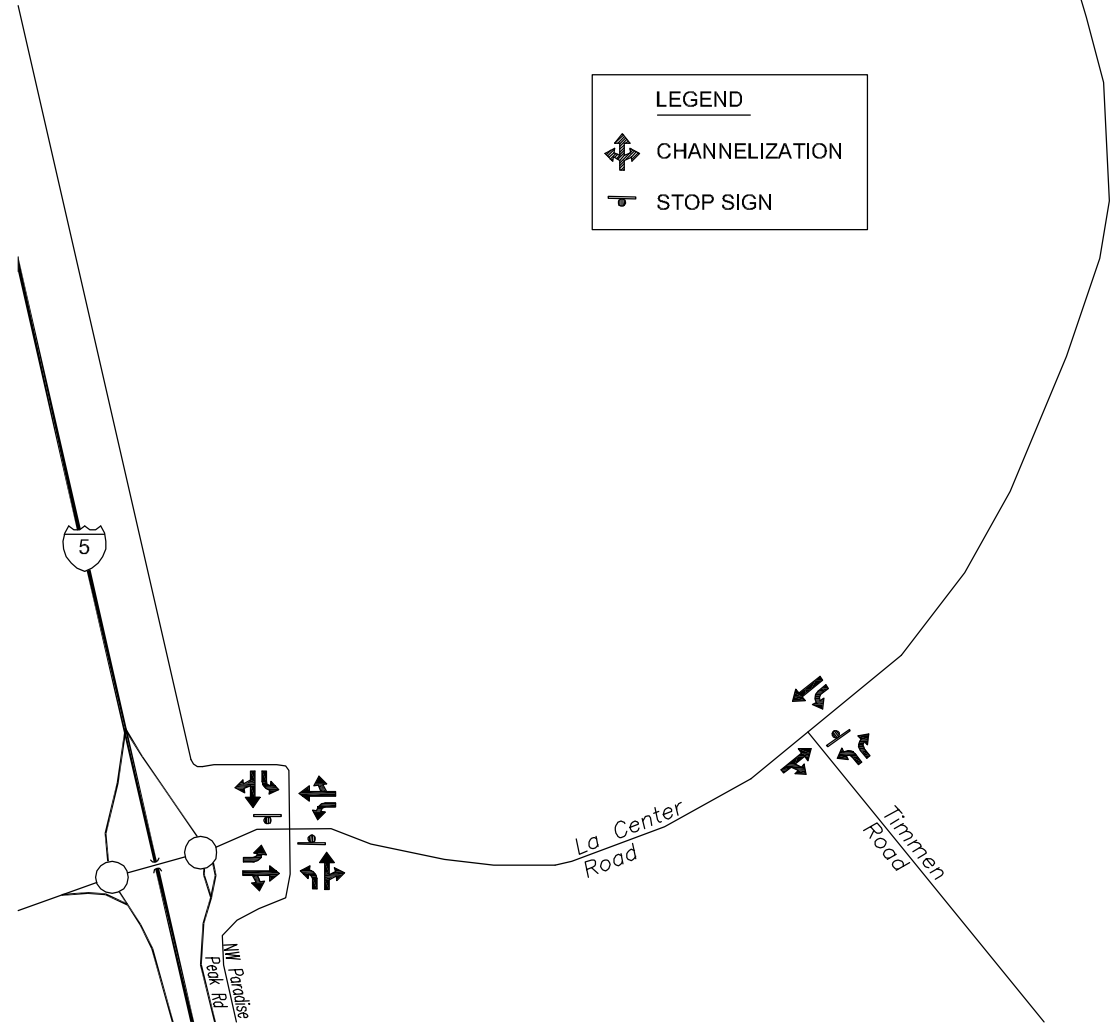 LEGEND
CHANNELIZATION
STOP SIGN
5
La Center
Road
Timmen
Road
NW Paradise
Peak Rd